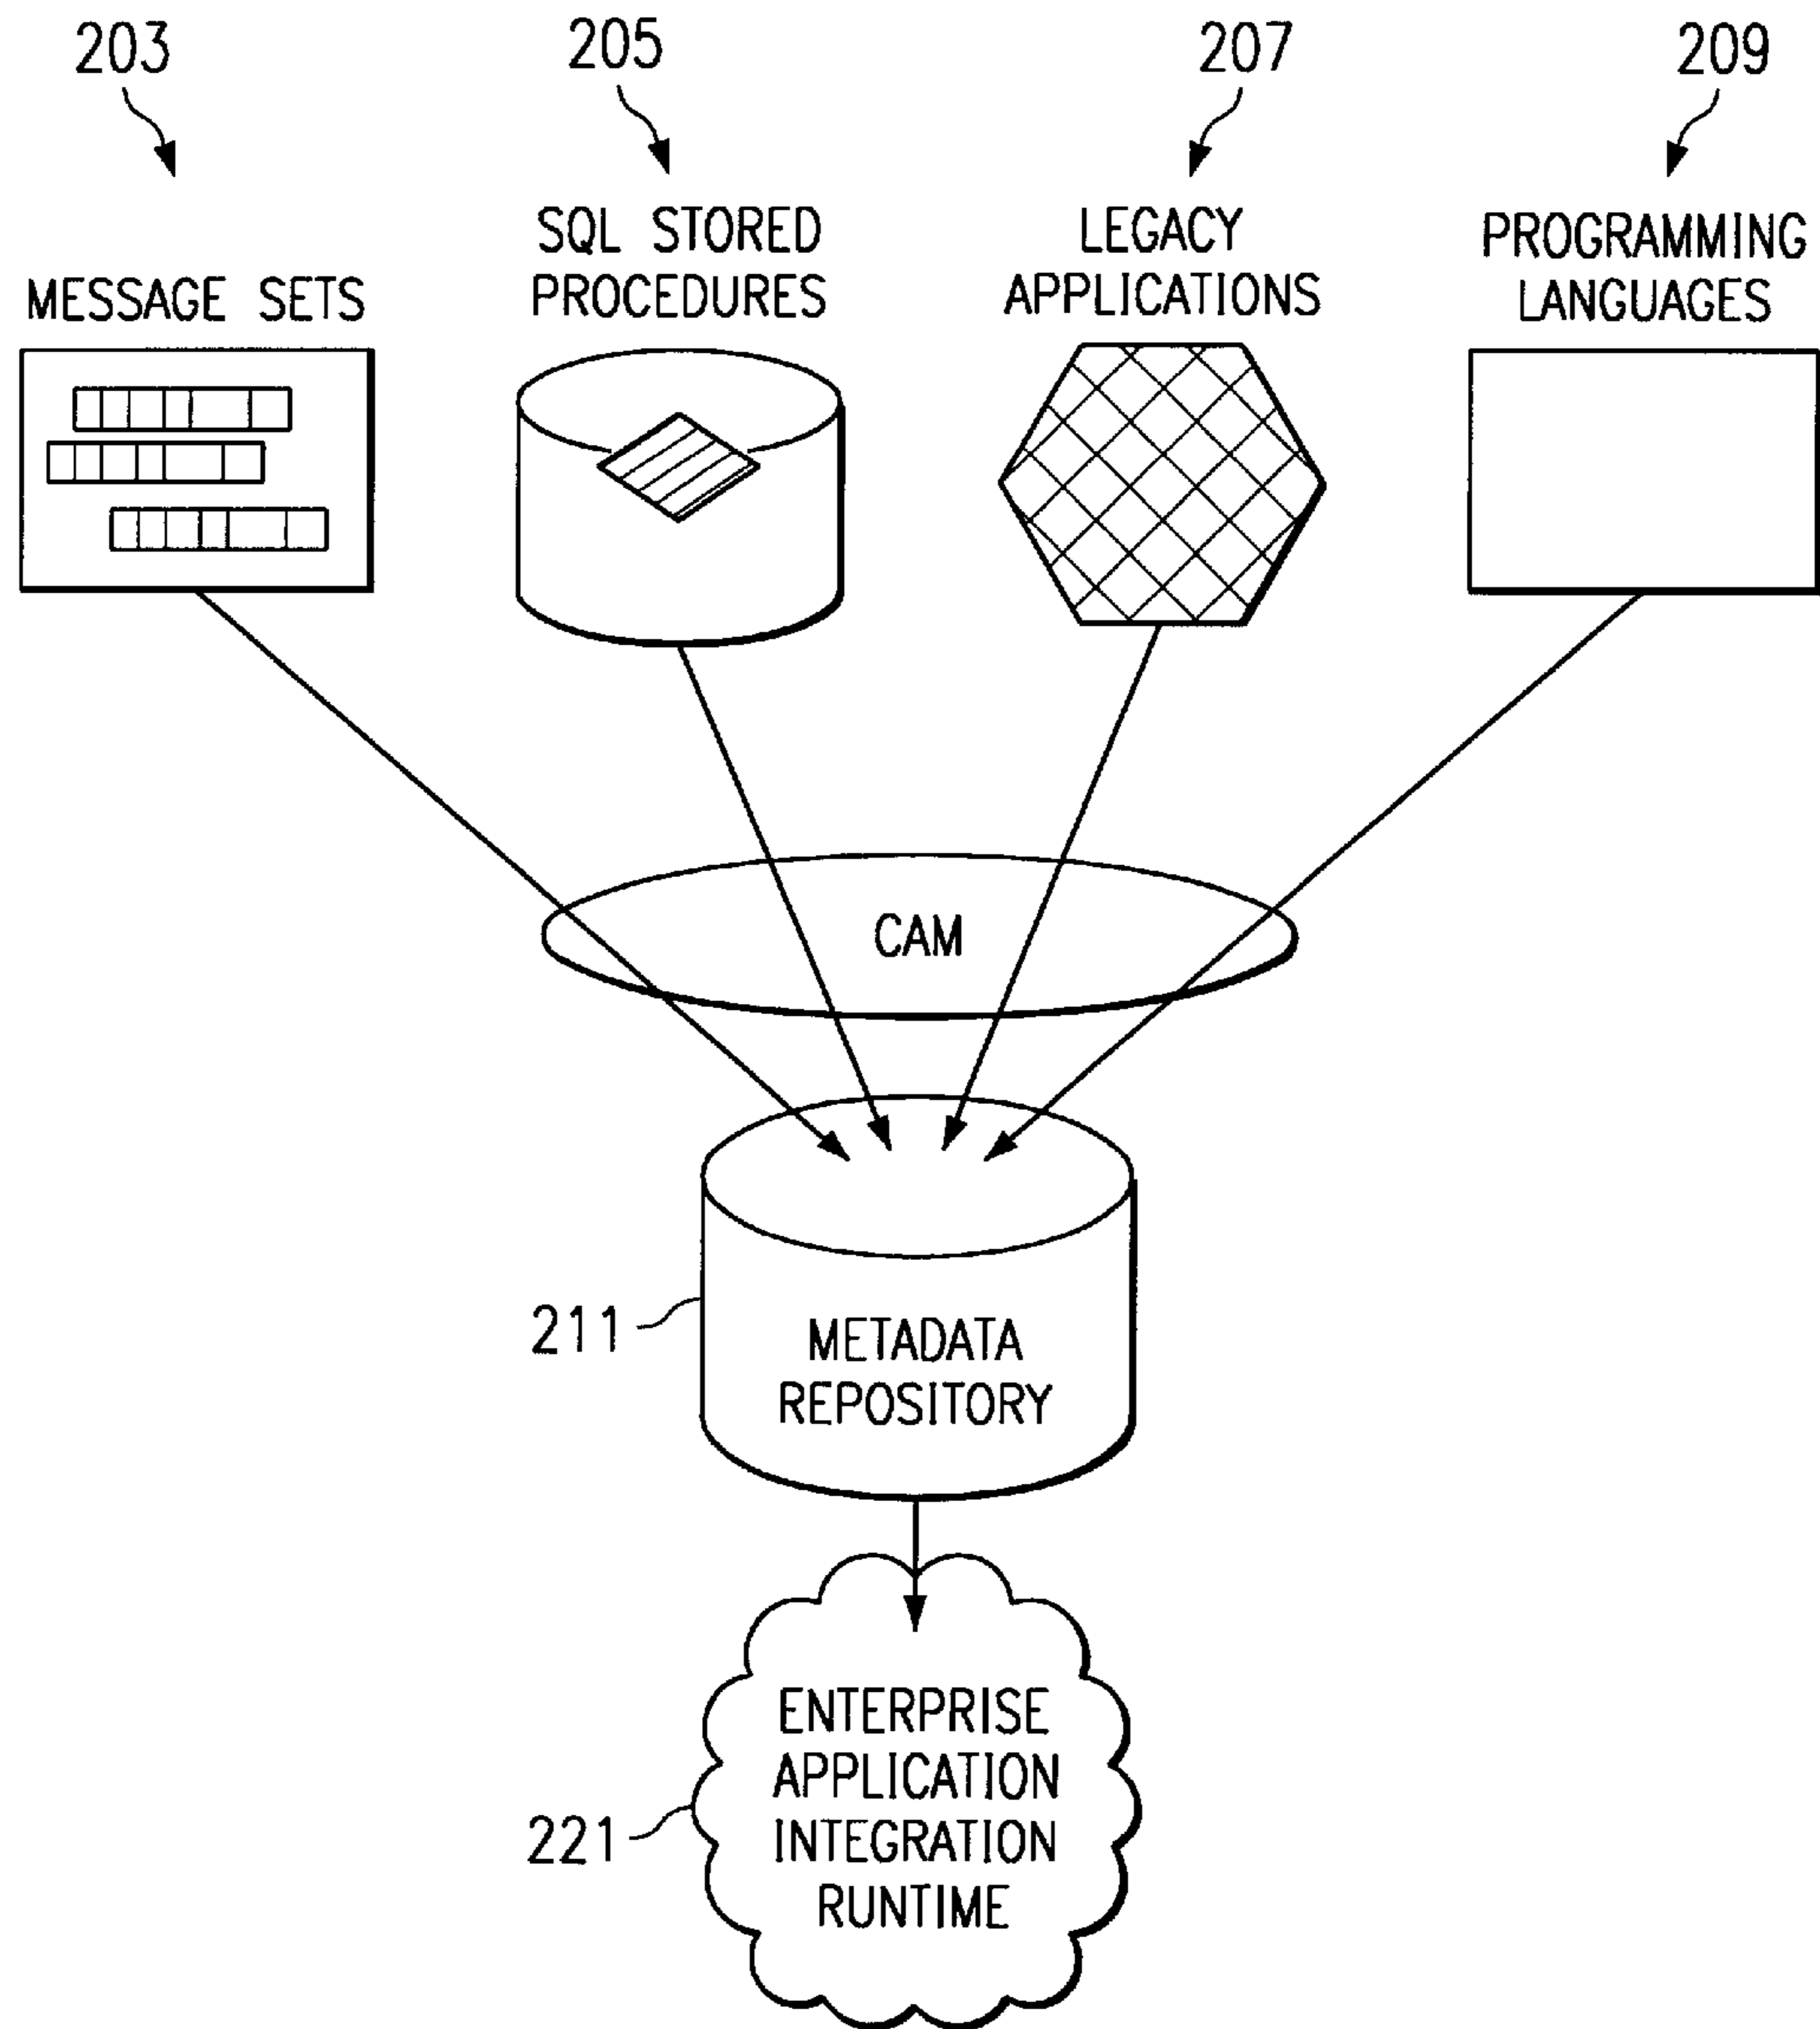 203
205
207
209
MESSAGE SETS
SQL STORED
PROCEDURES
LEGACY
APPLICATIONS
PROGRAMMING
LANGUAGES
CAM
211
METADATA
REPOSITORY
221
ENTERPRISE
APPLICATION
INTEGRATION
RUNTIME